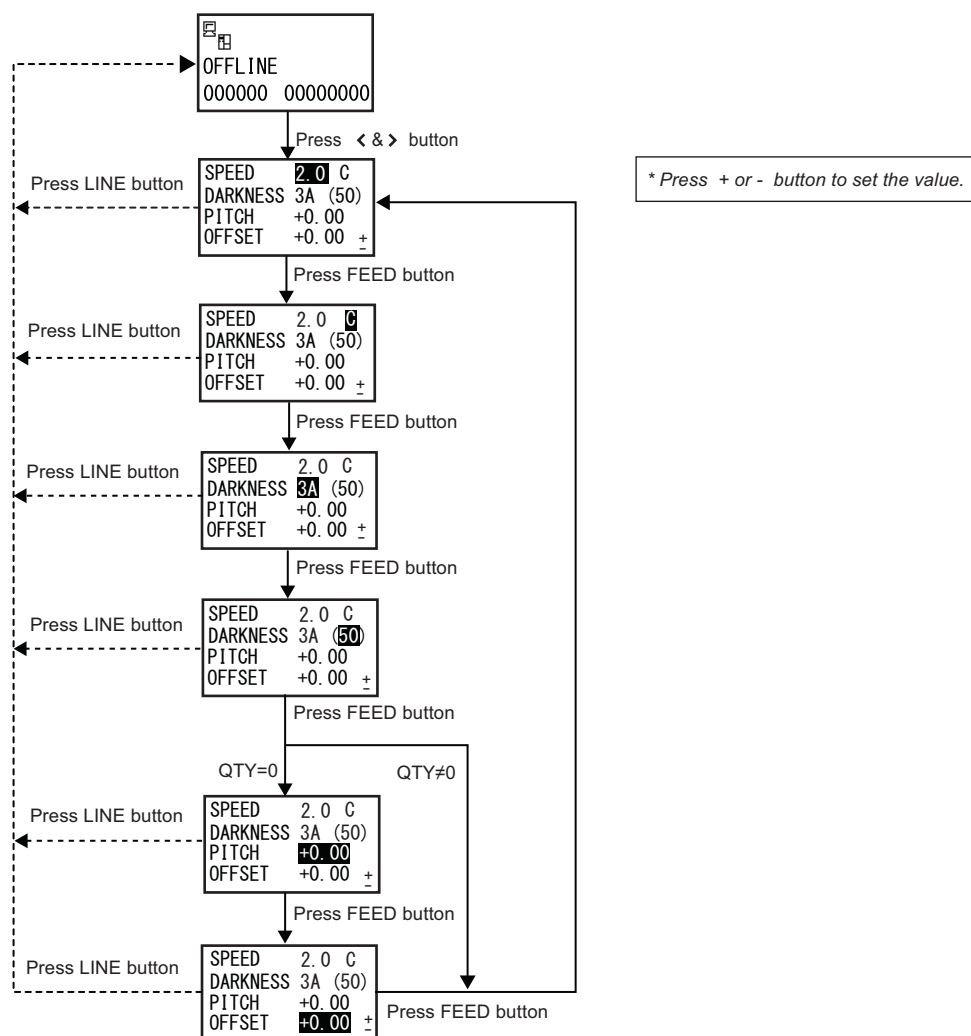 OFFLINE
000000 00000000
Press < & > button
SPEED 2.0 C
DARKNESS 3A (50)
PITCH +0.00
OFFSET +0.00 +-
Press LINE button
* Press + or - button to set the value.
Press FEED button
SPEED 2.0 C
DARKNESS 3A (50)
PITCH +0.00
OFFSET +0.00 +-
Press LINE button
Press FEED button
SPEED 2.0 C
DARKNESS 3A (50)
PITCH +0.00
OFFSET +0.00 +-
Press LINE button
Press FEED button
SPEED 2.0 C
DARKNESS 3A (50)
PITCH +0.00
OFFSET +0.00 +-
Press LINE button
Press FEED button
QTY=0
QTY≠0
SPEED 2.0 C
DARKNESS 3A (50)
PITCH +0.00
OFFSET +0.00 +-
Press LINE button
Press FEED button
SPEED 2.0 C
DARKNESS 3A (50)
PITCH +0.00
OFFSET +0.00 +-
Press LINE button
Press FEED button